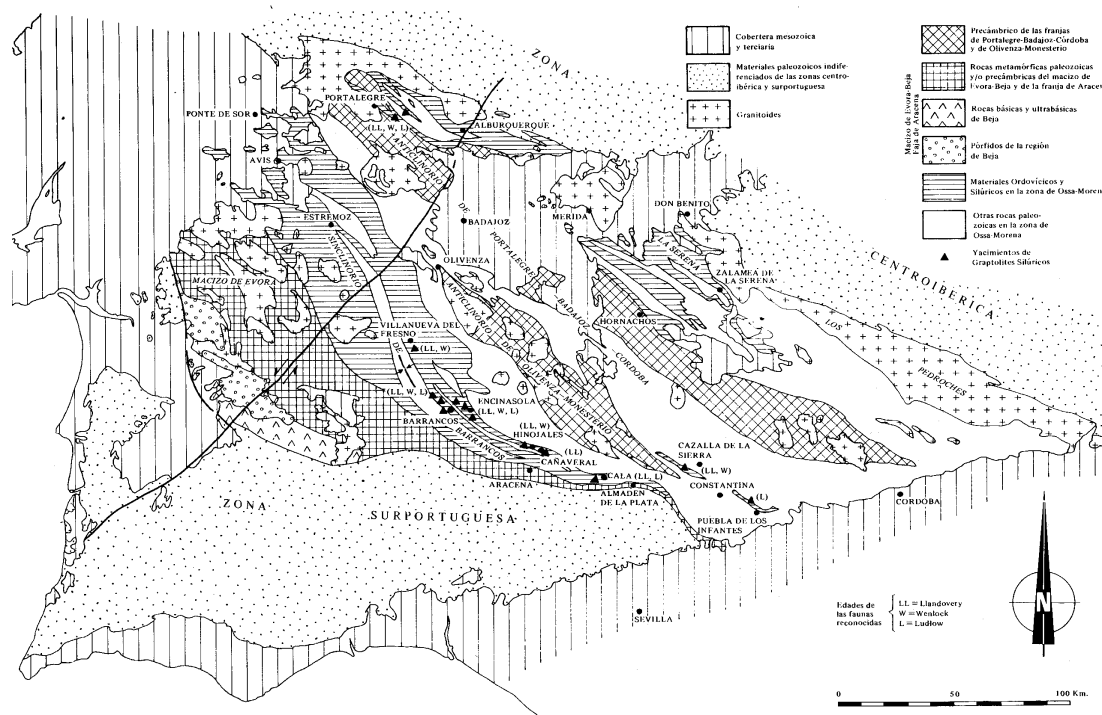 Cobertera mesozoica
y terciaria
Materiales paleozoicos indife-
renciados de las zonas centro-
ibérica y surportuguesa
Granitoides
Macizo de Evora-Beja
Faja de Aracena
Precámbrico de las franjas
de Portalegre-Badajoz-Córdoba
y de Olivenza-Monesterio
Rocas metamórficas paleozoicas
y/o precámbricas del macizo de
Evora-Beja y de la franja de Aracen
Rocas básicas y ultrabásicas
de Beja
Pórfidos de la región
de Beja
Materiales Ordovícicos y
Silúricos en la zona de Ossa-Moren
Otras rocas paleo-
zoicas en la zona de
Ossa-Morena
Yacimientos de
Graptolites Silúricos
ZONA
CENTROIBERICA
PORTALEGRE
(LL, W, L)
PONTE DE SOR
ALBURQUERQUE
ANTICLINORIO
AVIS
DE
BADAJOZ
MERIDA
DON BENITO
ESTREMOZ
SINCLINORIO
PORTALEGRE
LA SERENA
OLIVENZA
ZALAMEA DE
LA SERENA
MACIZO DE EVORA
ANTICLINORIO
BADAJOZ
HORNACHOS
LOS
PEDROCHES
VILLANUEVA DEL
FRESNO
(LL, W)
DE
DE
CORDOBA
OLIVENZA MONESTERIO
(LL, W, L)
ENCINASOLA
(LL, W, L)
BARRANCOS
BARRANCOS
(LL, W)
HINOJALES
(LL)
CAÑAVERAL
CAZALLA DE LA
SIERRA
(LL, W)
ARACENA
CALA (LL, L)
ALMADEN
DE LA PLATA
CONSTANTINA
(L)
CORDOBA
PUEBLA DE LOS
INFANTES
ZONA
SURPORTUGUESA
SEVILLA
Edades de
las faunas
reconocidas
LL = Llandovery
W = Wenlock
L = Ludlow
N
0 50 100 Km.